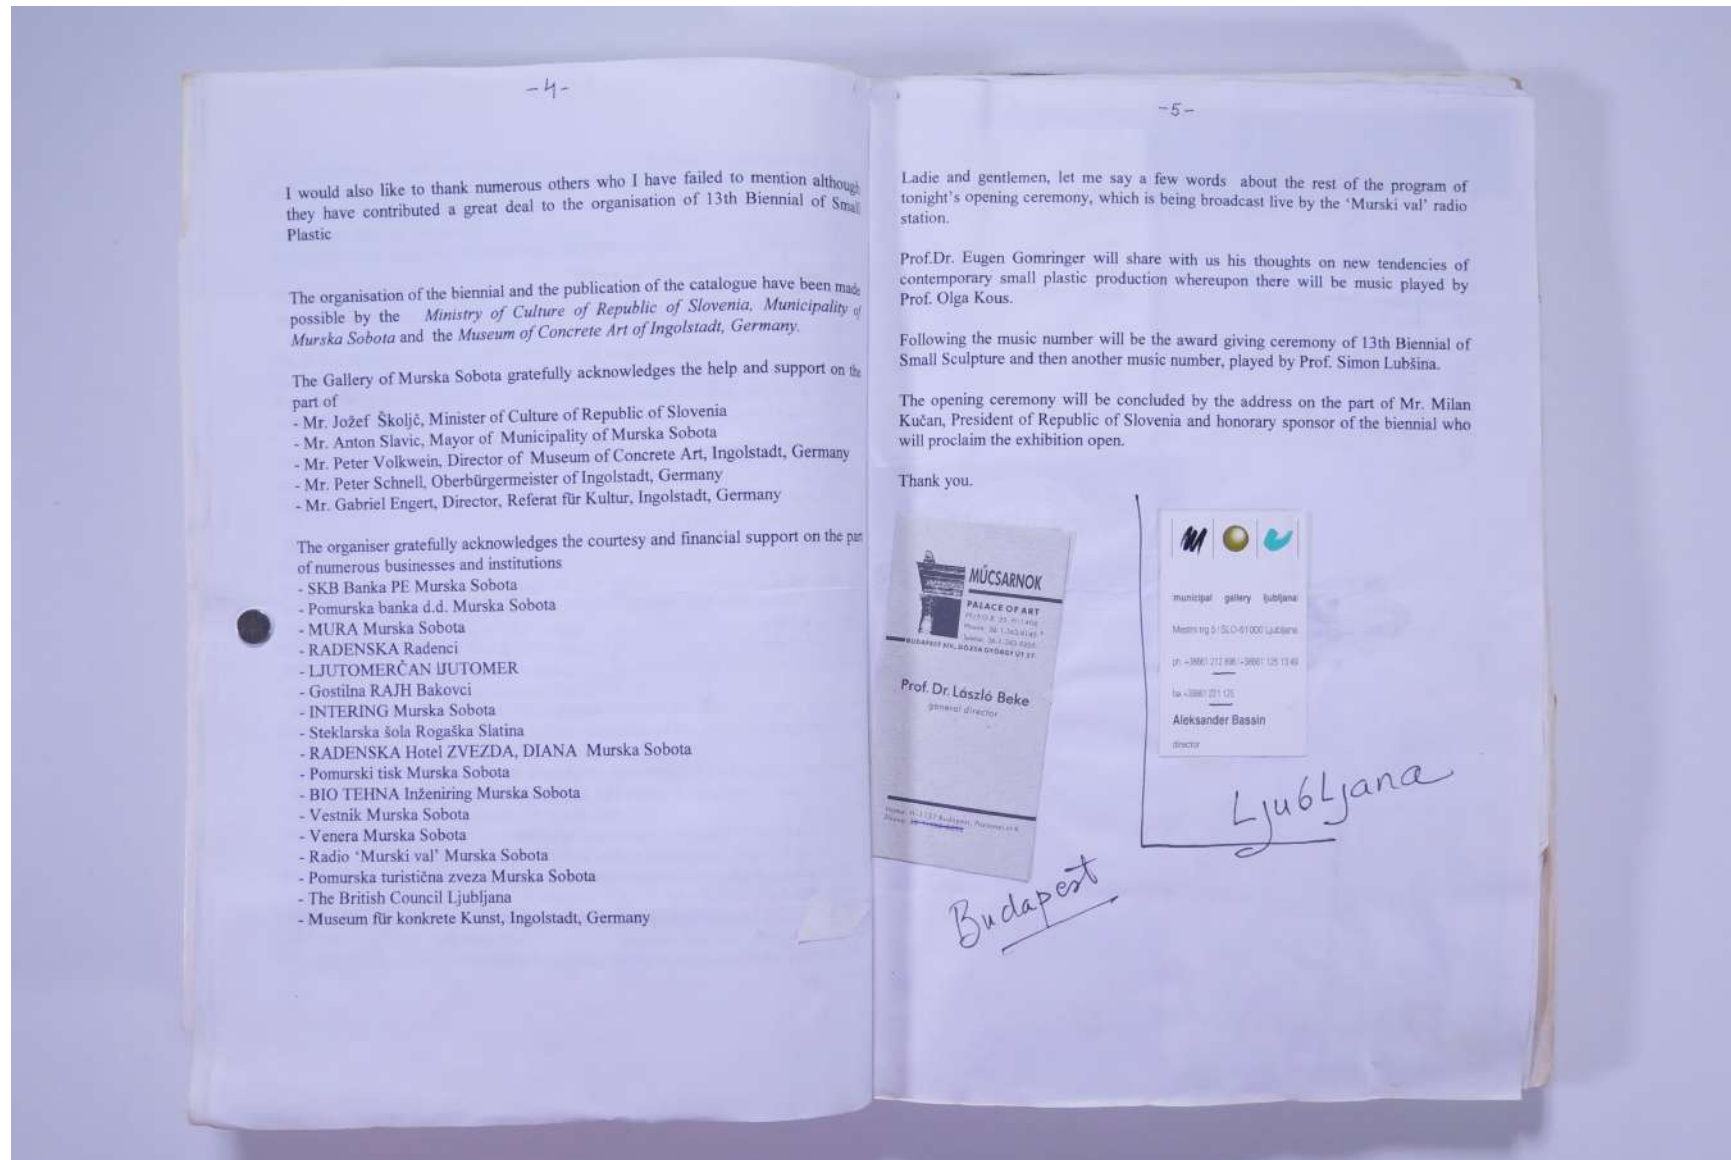 -4-
I would also like to thank numerous others who I have failed to mention although
they have contributed a great deal to the organisation of 13th Biennial of Small
Plastic
The organisation of the biennial and the publication of the catalogue have been made
possible by the Ministry of Culture of Republic of Slovenia, Municipality of
Murska Sobota and the Museum of Concrete Art of Ingolstadt, Germany.
The Gallery of Murska Sobota gratefully acknowledges the help and support on the
part of
- Mr. Jožef Školjč, Minister of Culture of Republic of Slovenia
- Mr. Anton Slavic, Mayor of Municipality of Murska Sobota
- Mr. Peter Volkwein, Director of Museum of Concrete Art, Ingolstadt, Germany
- Mr. Peter Schnell, Oberbürgermeister of Ingolstadt, Germany
- Mr. Gabriel Engert, Director, Referat für Kultur, Ingolstadt, Germany
The organiser gratefully acknowledges the courtesy and financial support on the part
of numerous businesses and institutions
- SKB Banka PE Murska Sobota
- Pomurska banka d.d. Murska Sobota
- MURA Murska Sobota
- RADENSKA Radenci
- LJUTOMERČAN LJUTOMER
- Gostilna RAJH Bakovci
- INTERING Murska Sobota
- Steklarska šola Rogaška Slatina
- RADENSKA Hotel ZVEZDA, DIANA Murska Sobota
- Pomurski tisk Murska Sobota
- BIO TEHNA Inženiring Murska Sobota
- Vestnik Murska Sobota
- Venera Murska Sobota
- Radio ‘Murski val’ Murska Sobota
- Pomurska turistična zveza Murska Sobota
- The British Council Ljubljana
- Museum für konkrete Kunst, Ingolstadt, Germany
-5-
Ladie and gentlemen, let me say a few words about the rest of the program of
tonight’s opening ceremony, which is being broadcast live by the ‘Murski val’ radio
station.
Prof.Dr. Eugen Gomringer will share with us his thoughts on new tendencies of
contemporary small plastic production whereupon there will be music played by
Prof. Olga Kous.
Following the music number will be the award giving ceremony of 13th Biennial of
Small Sculpture and then another music number, played by Prof. Simon Lubšina.
The opening ceremony will be concluded by the address on the part of Mr. Milan
Kučan, President of Republic of Slovenia and honorary sponsor of the biennial who
will proclaim the exhibition open.
Thank you.
MŰCSARNOK
PALACE OF ART
BUDAPEST XIV., DÓZSA GYÖRGY ÚT 37.
Prof. Dr. László Beke
general director
Budapest
municipal gallery ljubljana
Mestni trg 5 / SLO-61000 Ljubljana
fax +38661 221 125
Aleksander Bassin
director
Ljubljana